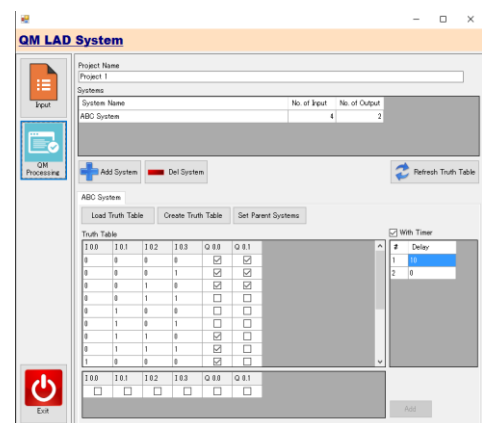 QM LAD System
Project Name
Project 1
Systems
System Name No. of Input No. of Output
ABC System 4 2
Input
QM
Processing
Add System Del System Refresh Truth Table
ABC System
Load Truth Table Create Truth Table Set Parent Systems
Truth Table With Timer
I 0.0 I 0.1 I 0.2 I 0.3 Q 0.0 Q 0.1 # Delay
0 0 0 0 1 10
0 0 0 1 2 0
0 0 1 0
0 0 1 1
0 1 0 0
0 1 0 1
0 1 1 0
0 1 1 1
1 0 0 0
I 0.0 I 0.1 I 0.2 I 0.3 Q 0.0 Q 0.1
Exit
Add